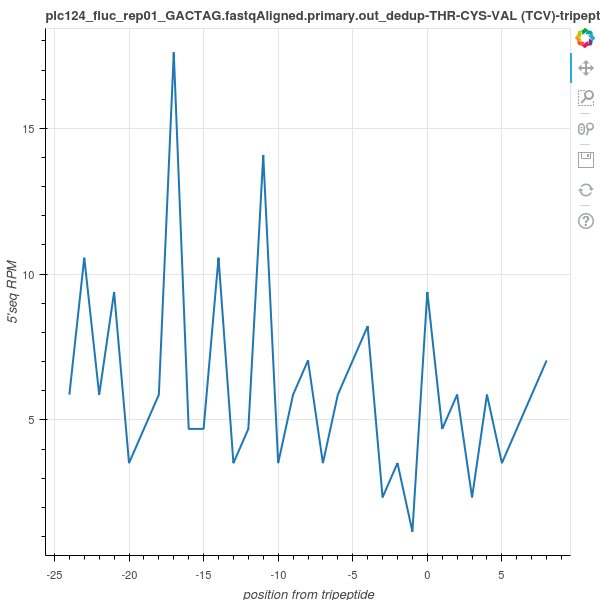 plc124_fluc_rep01_GACTAG.fastqAligned.primary.out_dedup-THR-CYS-VAL (TCV)-tripept
15
10
5
5'seq RPM
-25 -20 -15 -10 -5 0 5
position from tripeptide